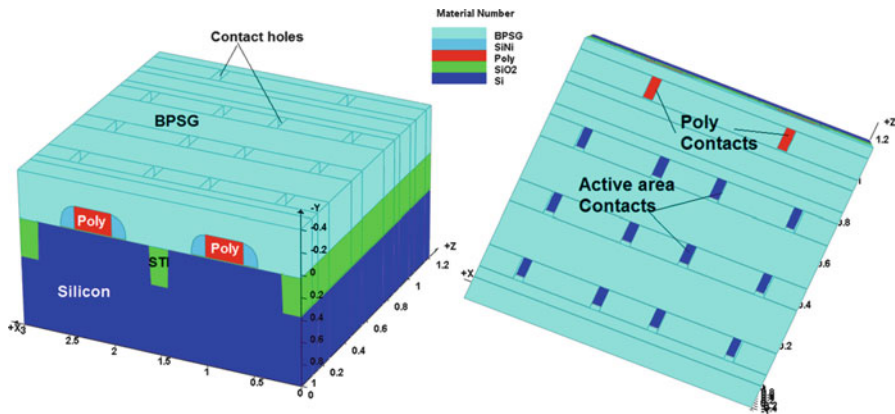 Material Number
BPSG
SiNi
Poly
SiO2
Si
Contact holes
BPSG
Poly
Poly
STI
Silicon
-Y
-0.4
-0.2
0
0.2
0.4
0.6
0.8
1
+Z
1.2
1
0.8
0.6
0.4
0.2
0
+X
3
2.5
2
1.5
1
0.5
0
Poly
Contacts
Active area
Contacts
+Z
1.2
1
0.8
0.6
0.4
0.2
+X